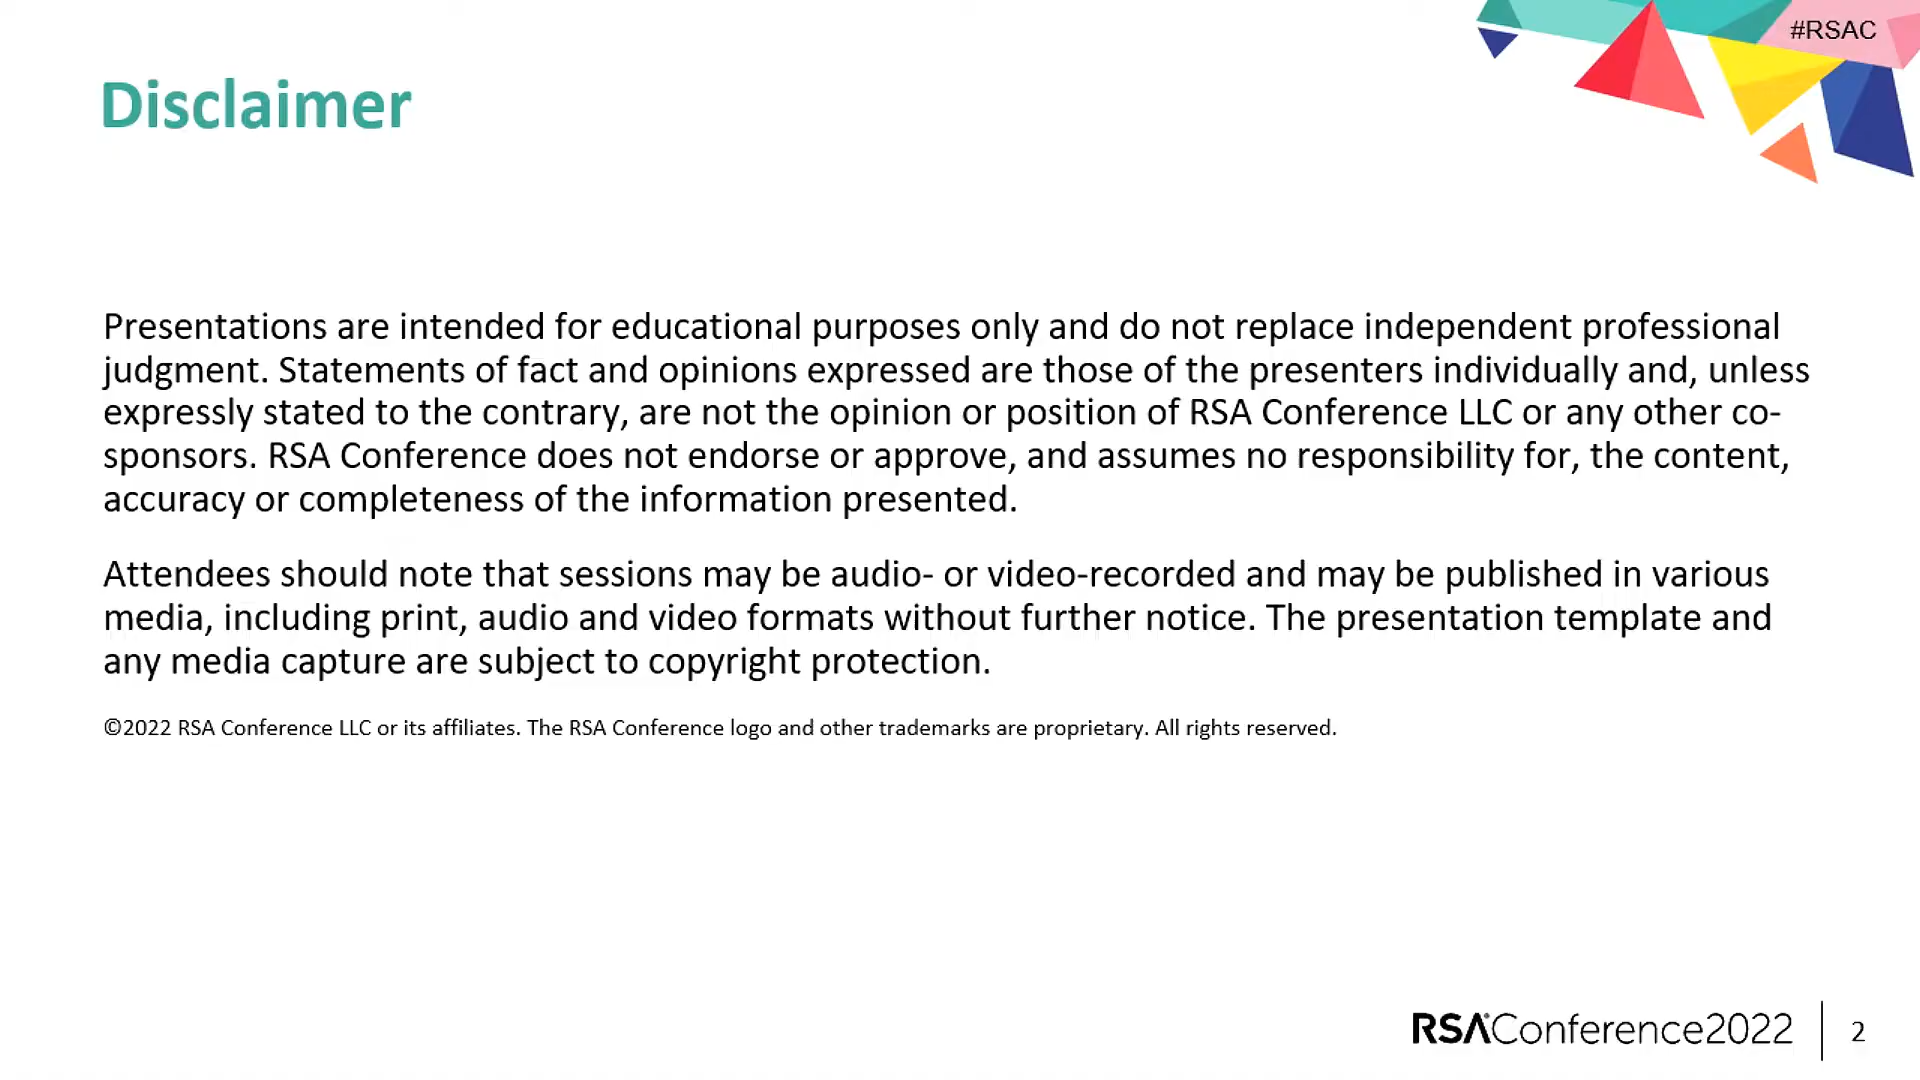 #RSAC
Disclaimer
Presentations are intended for educational purposes only and do not replace independent professional
judgment. Statements of fact and opinions expressed are those of the presenters individually and, unless
expressly stated to the contrary, are not the opinion or position of RSA Conference LLC or any other co-
sponsors. RSA Conference does not endorse or approve, and assumes no responsibility for, the content,
accuracy or completeness of the information presented.
Attendees should note that sessions may be audio- or video-recorded and may be published in various
media, including print, audio and video formats without further notice. The presentation template and
any media capture are subject to copyright protection.
©2022 RSA Conference LLC or its affiliates. The RSA Conference logo and other trademarks are proprietary. All rights reserved.
RSAConference2022
2